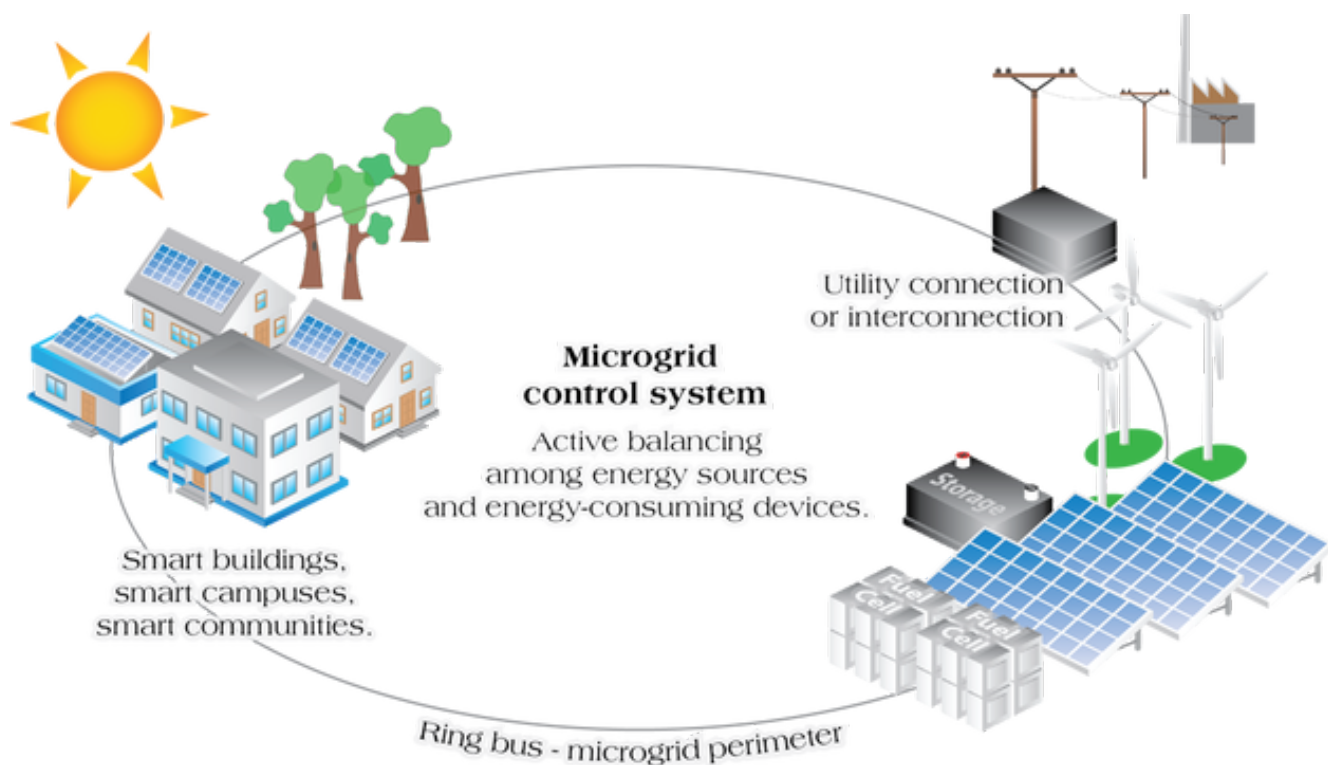 Utility connection
or interconnection
Microgrid
control system
Active balancing
among energy sources
and energy-consuming devices.
Storage
Smart buildings,
smart campuses,
smart communities.
Fuel
Cell
Fuel
Cell
Ring bus - microgrid perimeter